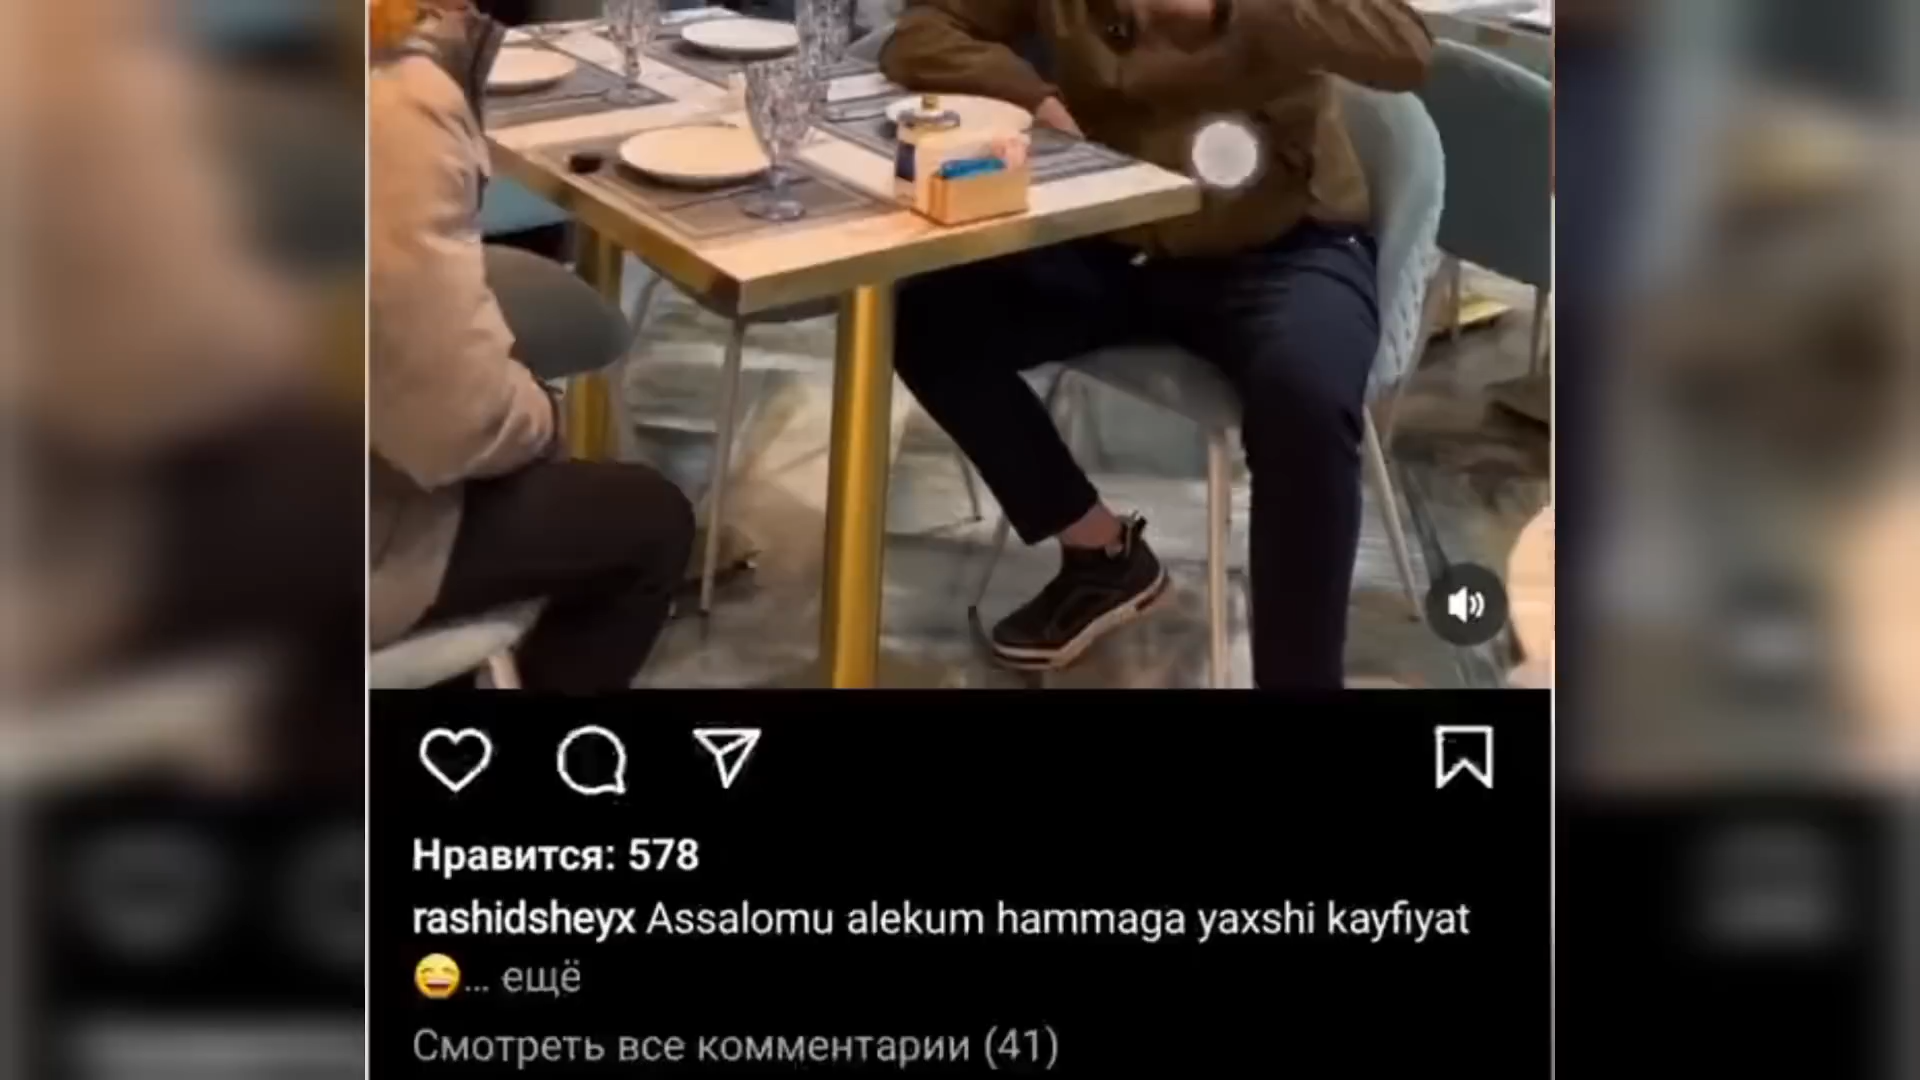 Нравится: 578
rashidsheyx Assalomu alekum hammaga yaxshi kayfiyat
😄... ещё
Смотреть все комментарии (41)